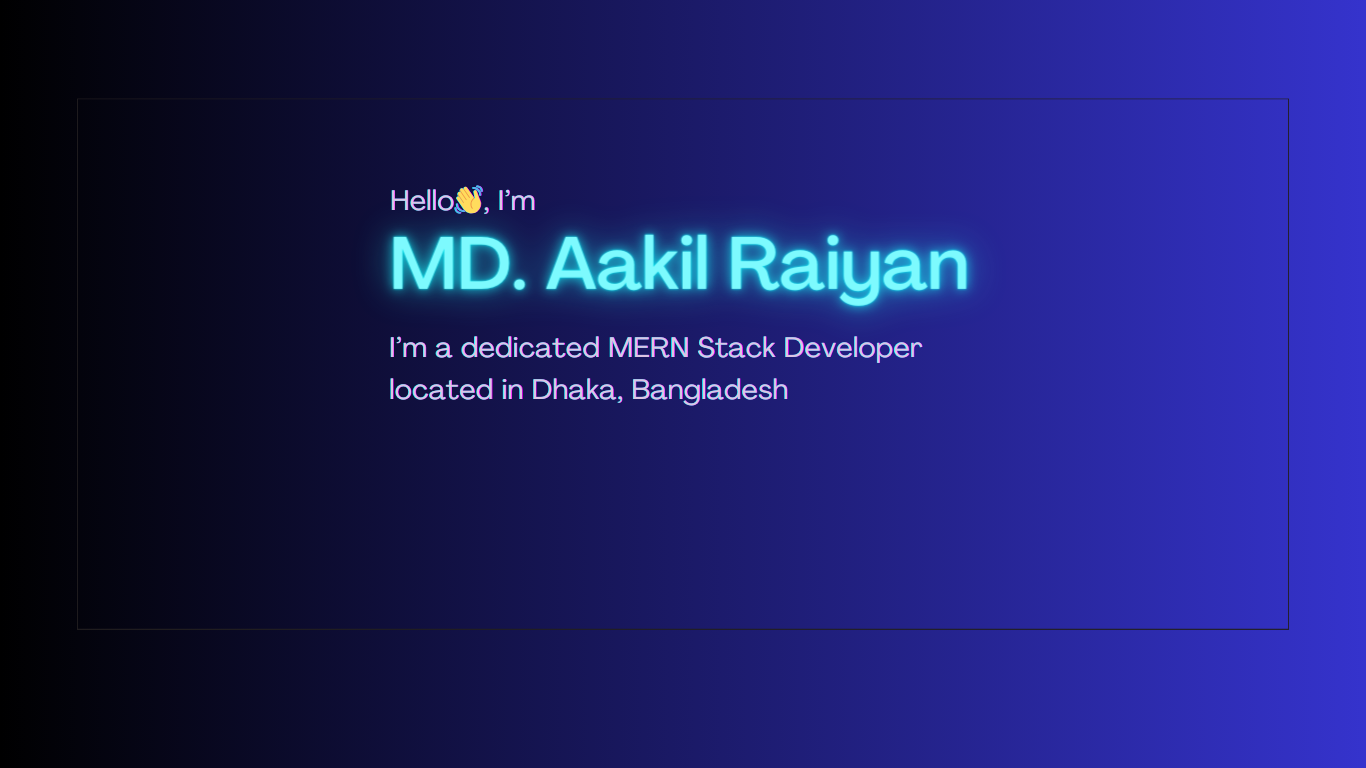 Hello👋, I’m
MD. Aakil Raiyan
I’m a dedicated MERN Stack Developer
located in Dhaka, Bangladesh